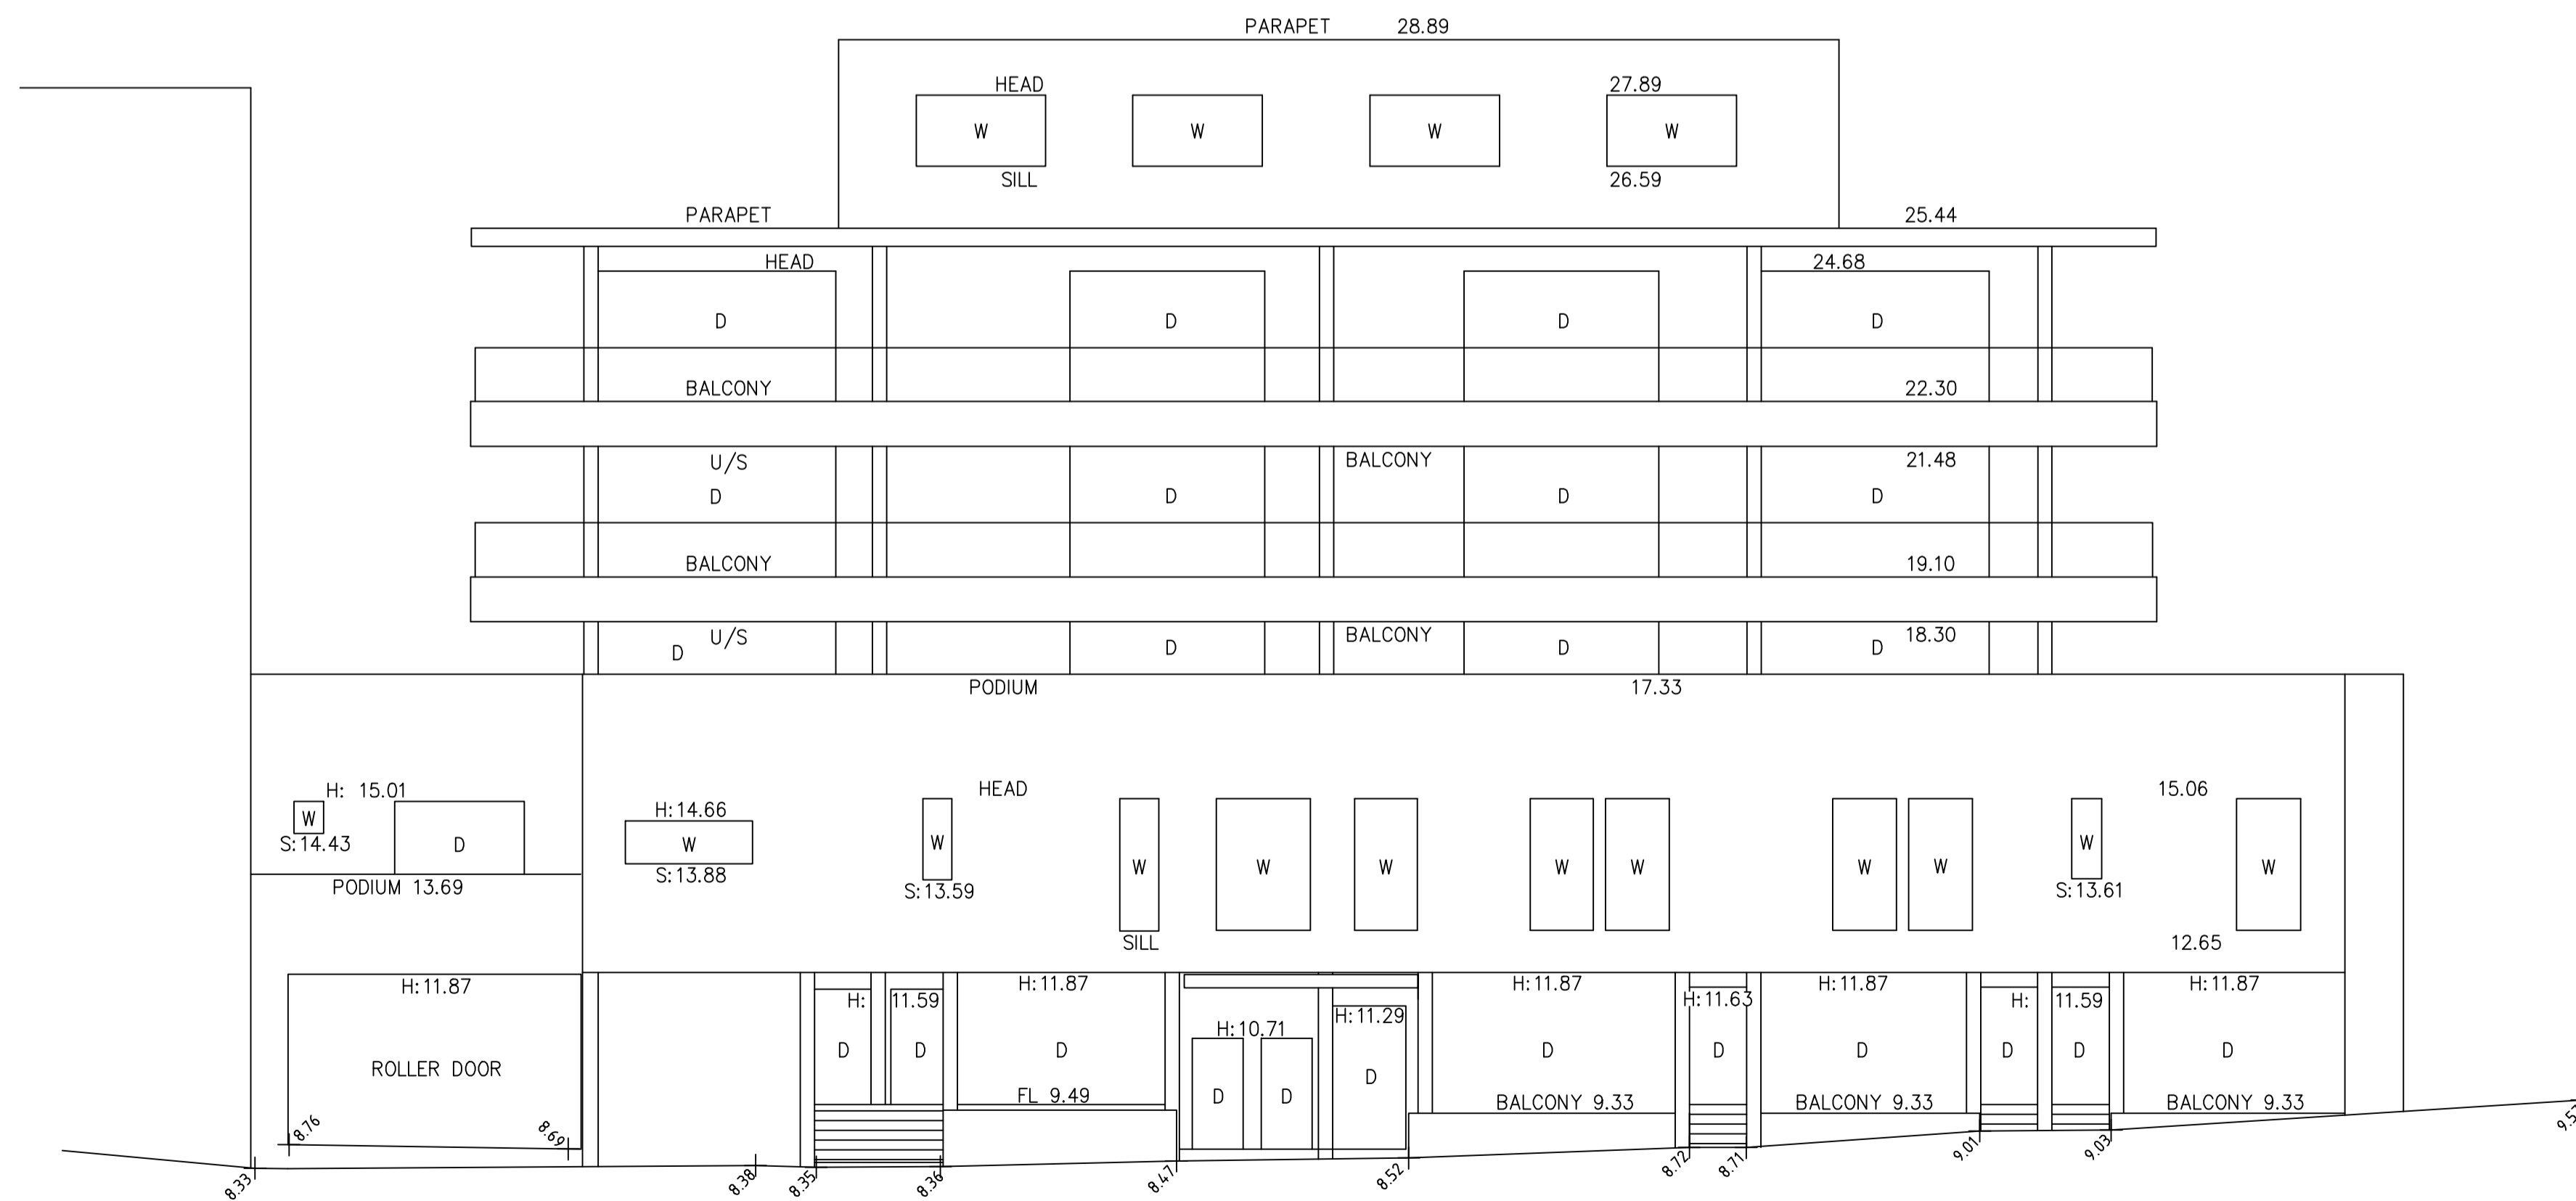 PARAPET 28.89
HEAD 27.89
W W W W
SILL 26.59
PARAPET 25.44
HEAD 24.68
D D D D
BALCONY 22.30
U/S BALCONY 21.48
D D D D
BALCONY 19.10
U/S BALCONY 18.30
D D D D
PODIUM 17.33
H: 15.01 HEAD 15.06
H:14.66
W W W W
S:14.43 D W
W W W W W W W W
S:13.88
PODIUM 13.69 S:13.59 S:13.61
SILL 12.65
H:11.87 H:11.87 H:11.87 H:11.87 H:11.87
H: 11.59 H:11.63 H: 11.59
H:10.71 H:11.29
D D D D D D D D D
ROLLER DOOR D
D D
FL 9.49 BALCONY 9.33 BALCONY 9.33 BALCONY 9.33
8.76 8.69
8.33 8.38 8.35 8.36 8.47 8.52 8.72 8.71 9.01 9.03